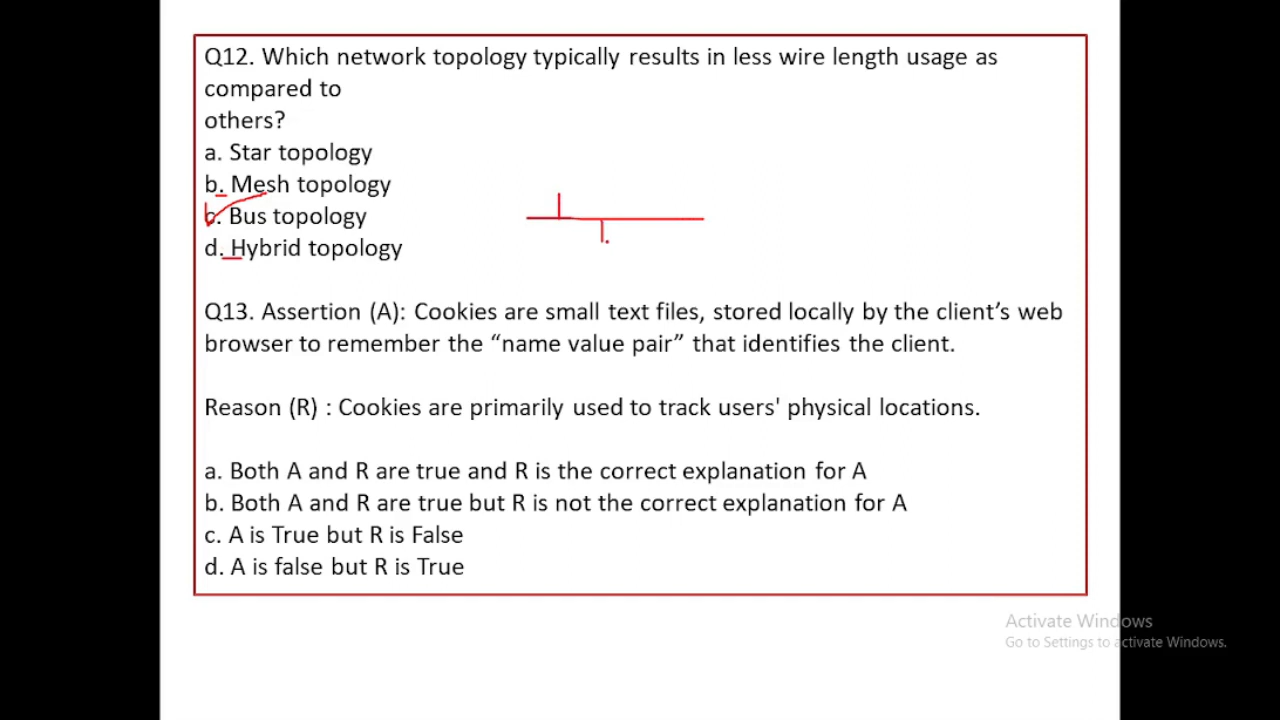 Q12. Which network topology typically results in less wire length usage as
compared to
others?
a. Star topology
b. Mesh topology
c. Bus topology
d. Hybrid topology
Q13. Assertion (A): Cookies are small text files, stored locally by the client’s web
browser to remember the “name value pair” that identifies the client.
Reason (R) : Cookies are primarily used to track users' physical locations.
a. Both A and R are true and R is the correct explanation for A
b. Both A and R are true but R is not the correct explanation for A
c. A is True but R is False
d. A is false but R is True
Activate Windows
Go to Settings to activate Windows.